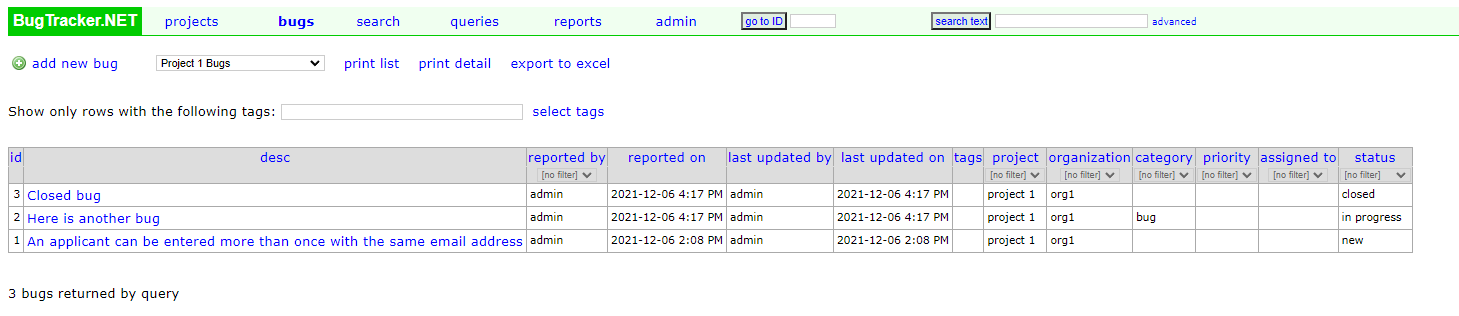 BugTracker.NET projects bugs search queries reports admin go to ID search text advanced
add new bug Project 1 Bugs print list print detail export to excel
Show only rows with the following tags: select tags
id desc reported by reported on last updated by last updated on tags project organization category priority assigned to status
[no filter] [no filter] [no filter] [no filter] [no filter] [no filter] [no filter]
3 Closed bug admin 2021-12-06 4:17 PM admin 2021-12-06 4:17 PM project 1 org1 closed
2 Here is another bug admin 2021-12-06 4:17 PM admin 2021-12-06 4:17 PM project 1 org1 bug in progress
1 An applicant can be entered more than once with the same email address admin 2021-12-06 2:08 PM admin 2021-12-06 2:08 PM project 1 org1 new
3 bugs returned by query